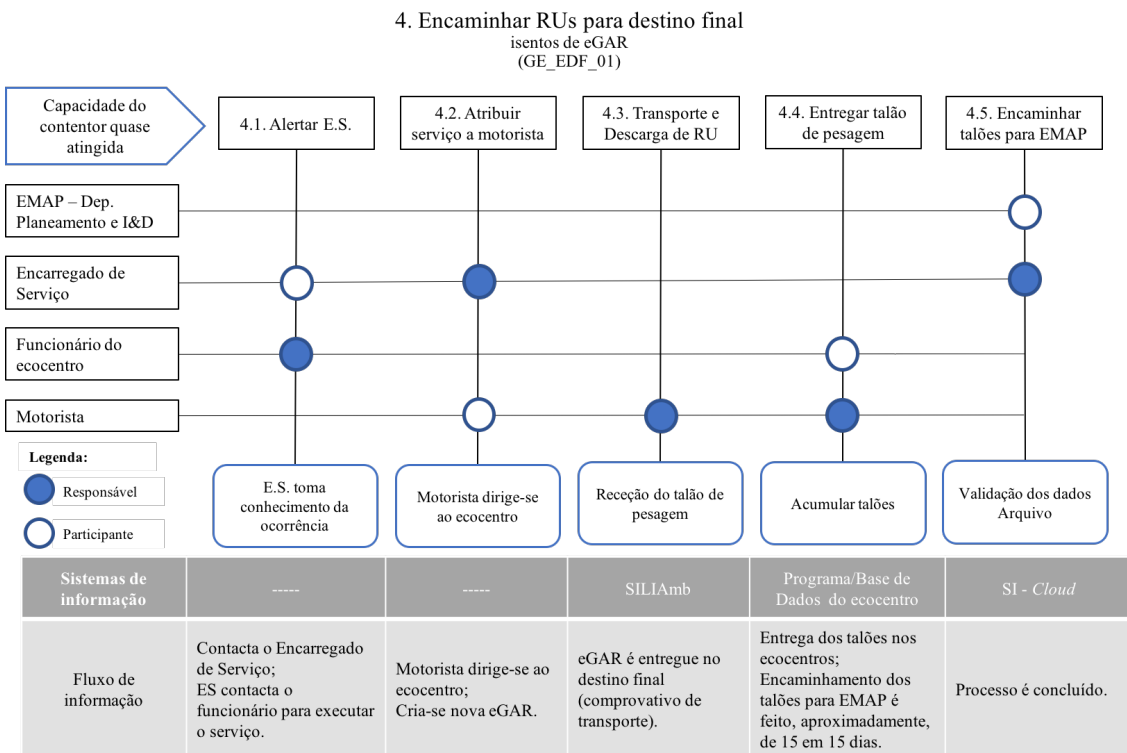 4. Encaminhar RUs para destino final
isentos de eGAR
(GE_EDF_01)
Capacidade do
contentor quase
atingida
4.1. Alertar E.S.
4.2. Atribuir
serviço a motorista
4.3. Transporte e
Descarga de RU
4.4. Entregar talão
de pesagem
4.5. Encaminhar
talões para EMAP
EMAP – Dep.
Planeamento e I&D
Encarregado de
Serviço
Funcionário do
ecocentro
Motorista
Legenda:
Responsável
Participante
E.S. toma
conhecimento da
ocorrência
Motorista dirige-se
ao ecocentro
Receção do talão de
pesagem
Acumular talões
Validação dos dados
Arquivo
Sistemas de
informação
-----
-----
SILIAmb
Programa/Base de
Dados do ecocentro
SI - Cloud
Fluxo de
informação
Contacta o Encarregado
de Serviço;
ES contacta o
funcionário para executar
o serviço.
Motorista dirige-se ao
ecocentro;
Cria-se nova eGAR.
eGAR é entregue no
destino final
(comprovativo de
transporte).
Entrega dos talões nos
ecocentros;
Encaminhamento dos
talões para EMAP é
feito, aproximadamente,
de 15 em 15 dias.
Processo é concluído.